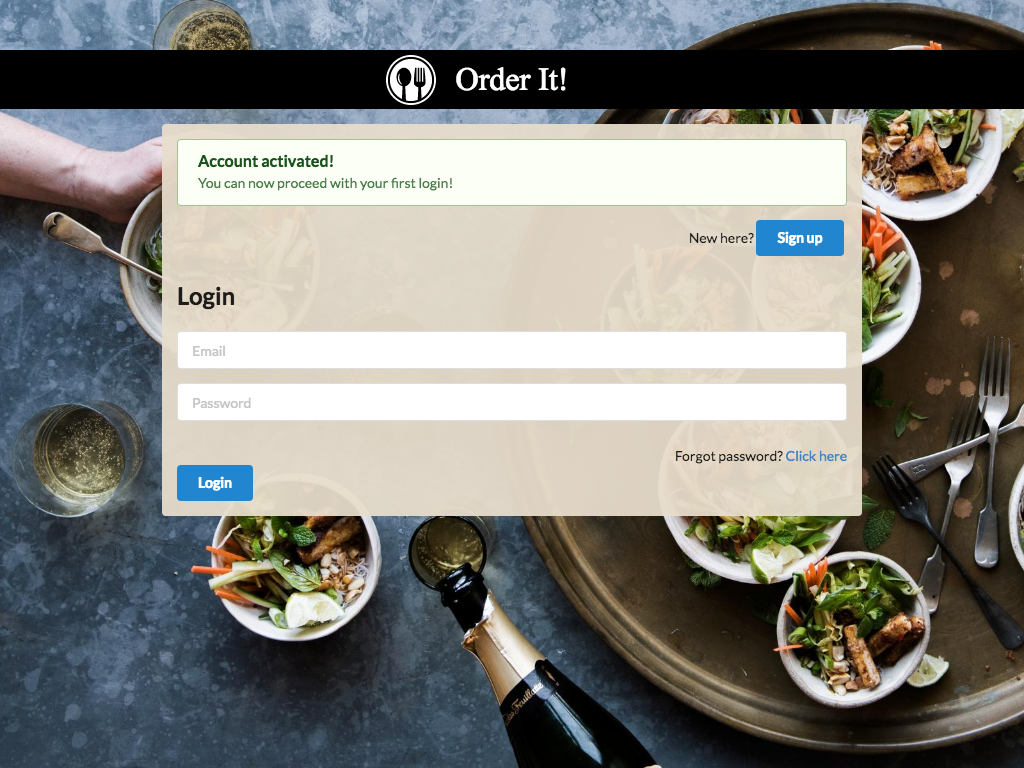 Order It!
Account activated!
You can now proceed with your first login!
New here? Sign up
Login
Email
Password
Forgot password? Click here
Login